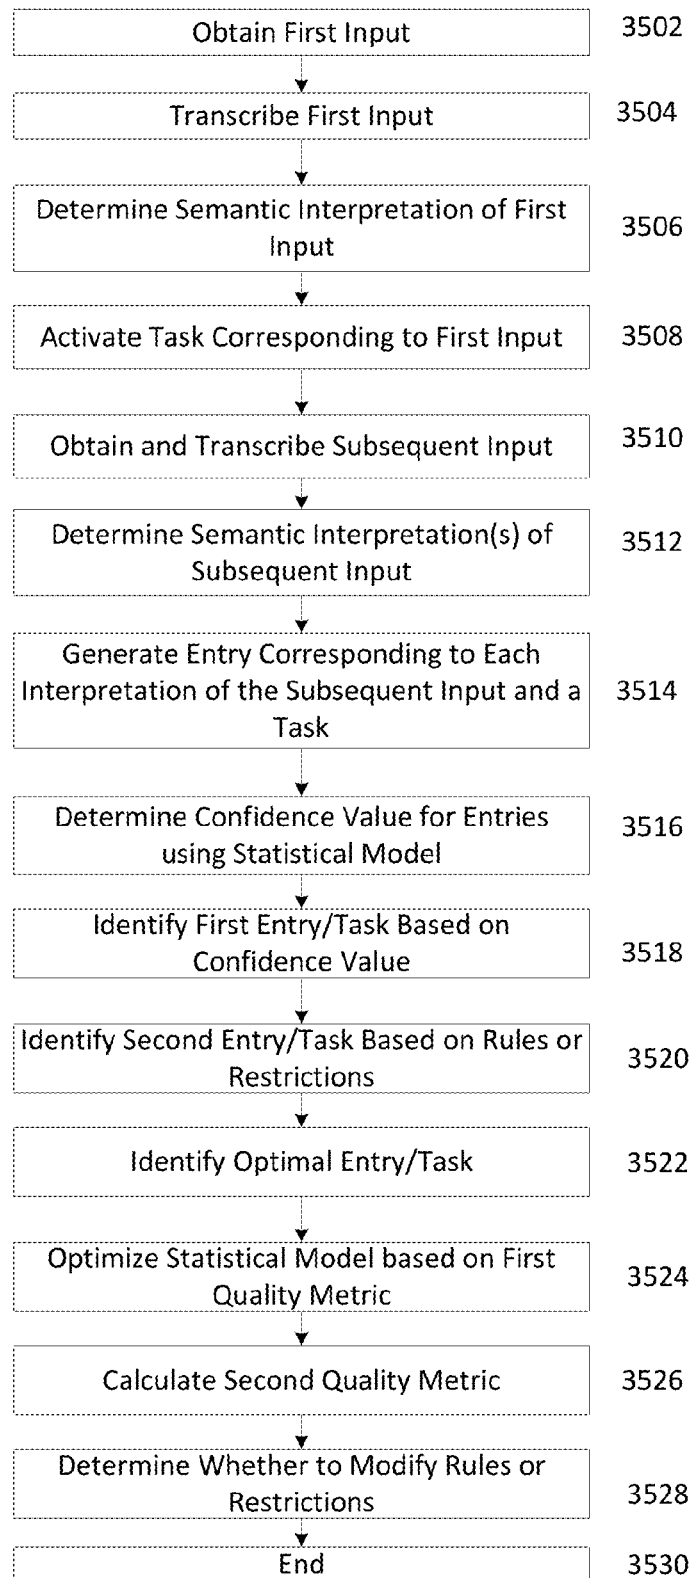 Obtain First Input
3502
Transcribe First Input
3504
Determine Semantic Interpretation of First
Input
3506
Activate Task Corresponding to First Input
3508
Obtain and Transcribe Subsequent Input
3510
Determine Semantic Interpretation(s) of
Subsequent Input
3512
Generate Entry Corresponding to Each
Interpretation of the Subsequent Input and a
Task
3514
Determine Confidence Value for Entries
using Statistical Model
3516
Identify First Entry/Task Based on
Confidence Value
3518
Identify Second Entry/Task Based on Rules or
Restrictions
3520
Identify Optimal Entry/Task
3522
Optimize Statistical Model based on First
Quality Metric
3524
Calculate Second Quality Metric
3526
Determine Whether to Modify Rules or
Restrictions
3528
End
3530